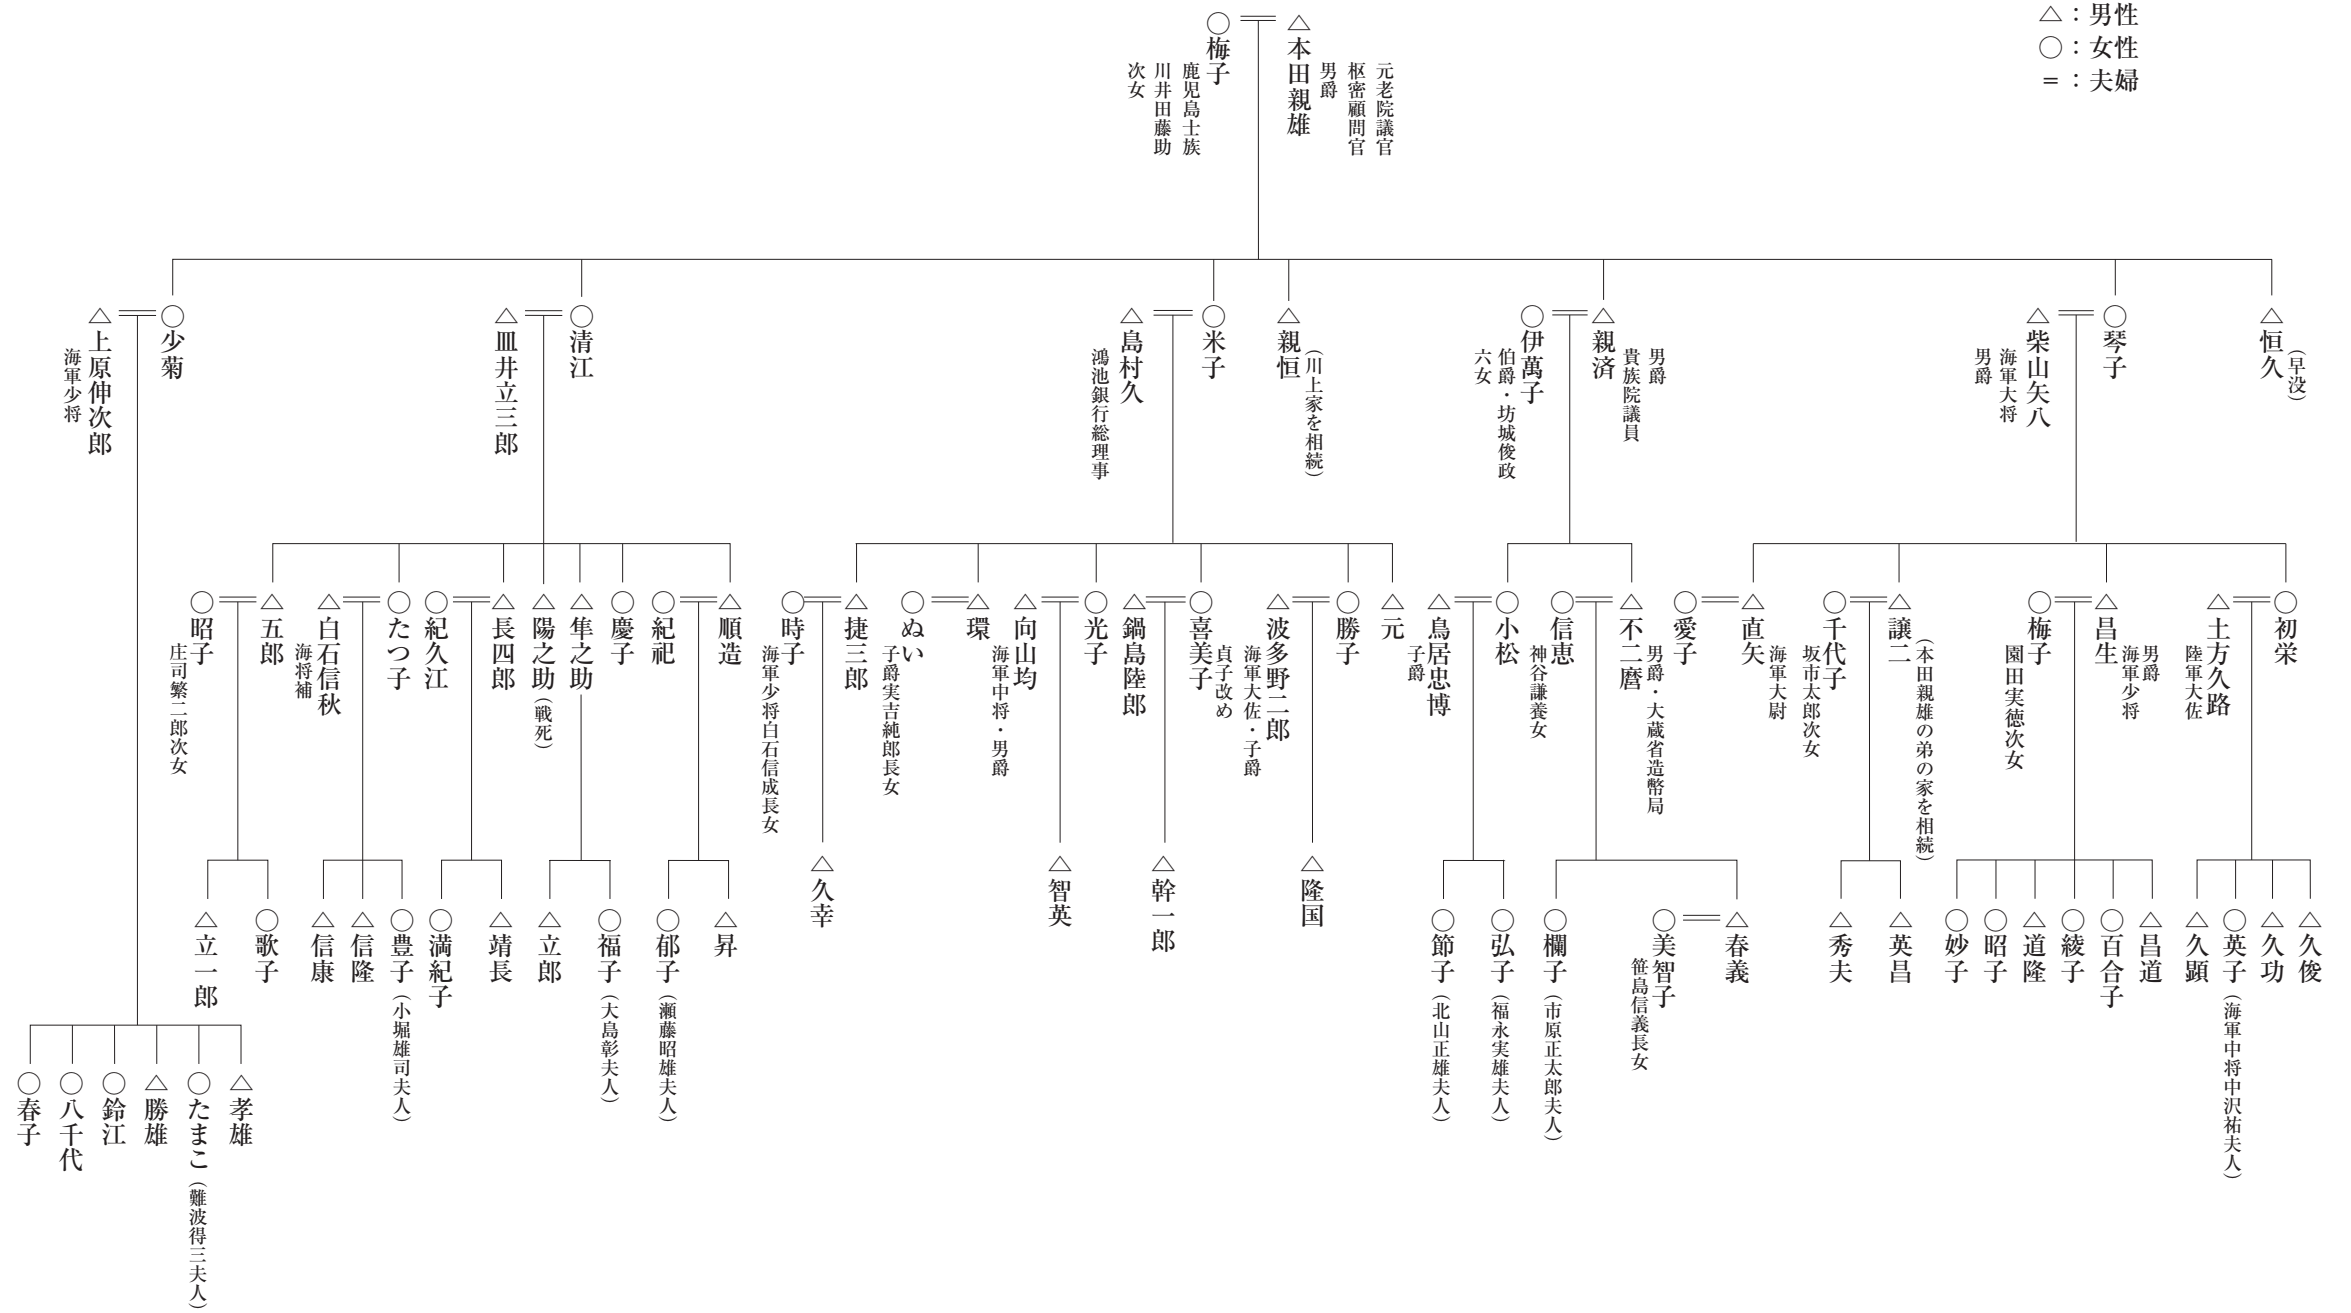 △：男性
○：女性
=：夫婦
△本田親雄
元老院議官
枢密顧問官
男爵
○梅子
鹿児島士族
川井田藤助
次女
△恒久
（早没）
○琴子
△柴山矢八
海軍大将
男爵
△親済
男爵
貴族院議員
○伊萬子
伯爵・坊城俊政
六女
△親恒
（川上家を相続）
○米子
△島村久
鴻池銀行総理事
○清江
△皿井立三郎
○少菊
△上原伸次郎
海軍少将
○初栄
△土方久路
陸軍大佐
△昌生
男爵
海軍少将
○梅子
園田実徳次女
△譲二
（本田親雄の弟の家を相続）
○千代子
坂市太郎次女
△直矢
海軍大尉
○愛子
△不二麿
男爵・大蔵省造幣局
○信恵
神谷謙養女
○小松
△鳥居忠博
子爵
△元
○勝子
△波多野二郎
海軍大佐・子爵
○喜美子
貞子改め
△鍋島陸郎
○光子
△向山均
海軍中将・男爵
△環
○ぬい
子爵実吉純郎長女
△捷三郎
○時子
海軍少将白石信成長女
△順造
○紀祀
○慶子
△隼之助
△陽之助（戦死）
△長四郎
○紀久江
○たつ子
△白石信秋
海将補
△五郎
○昭子
庄司繁二郎次女
△久俊
△久功
○英子（海軍中将中沢祐夫人）
△久顕
△昌道
○百合子
○綾子
△道隆
○昭子
○妙子
△英昌
△秀夫
△春義
○美智子
笹島信義長女
○欄子（市原正太郎夫人）
○弘子（福永実雄夫人）
○節子（北山正雄夫人）
△隆国
△幹一郎
△智英
△久幸
△昇
○郁子（瀬藤昭雄夫人）
○福子（大島彰夫人）
△立郎
△靖長
○満紀子
○豊子（小堀雄司夫人）
△信隆
△信康
○歌子
△立一郎
△孝雄
○たまこ（難波得三夫人）
△勝雄
○鈴江
○八千代
○春子